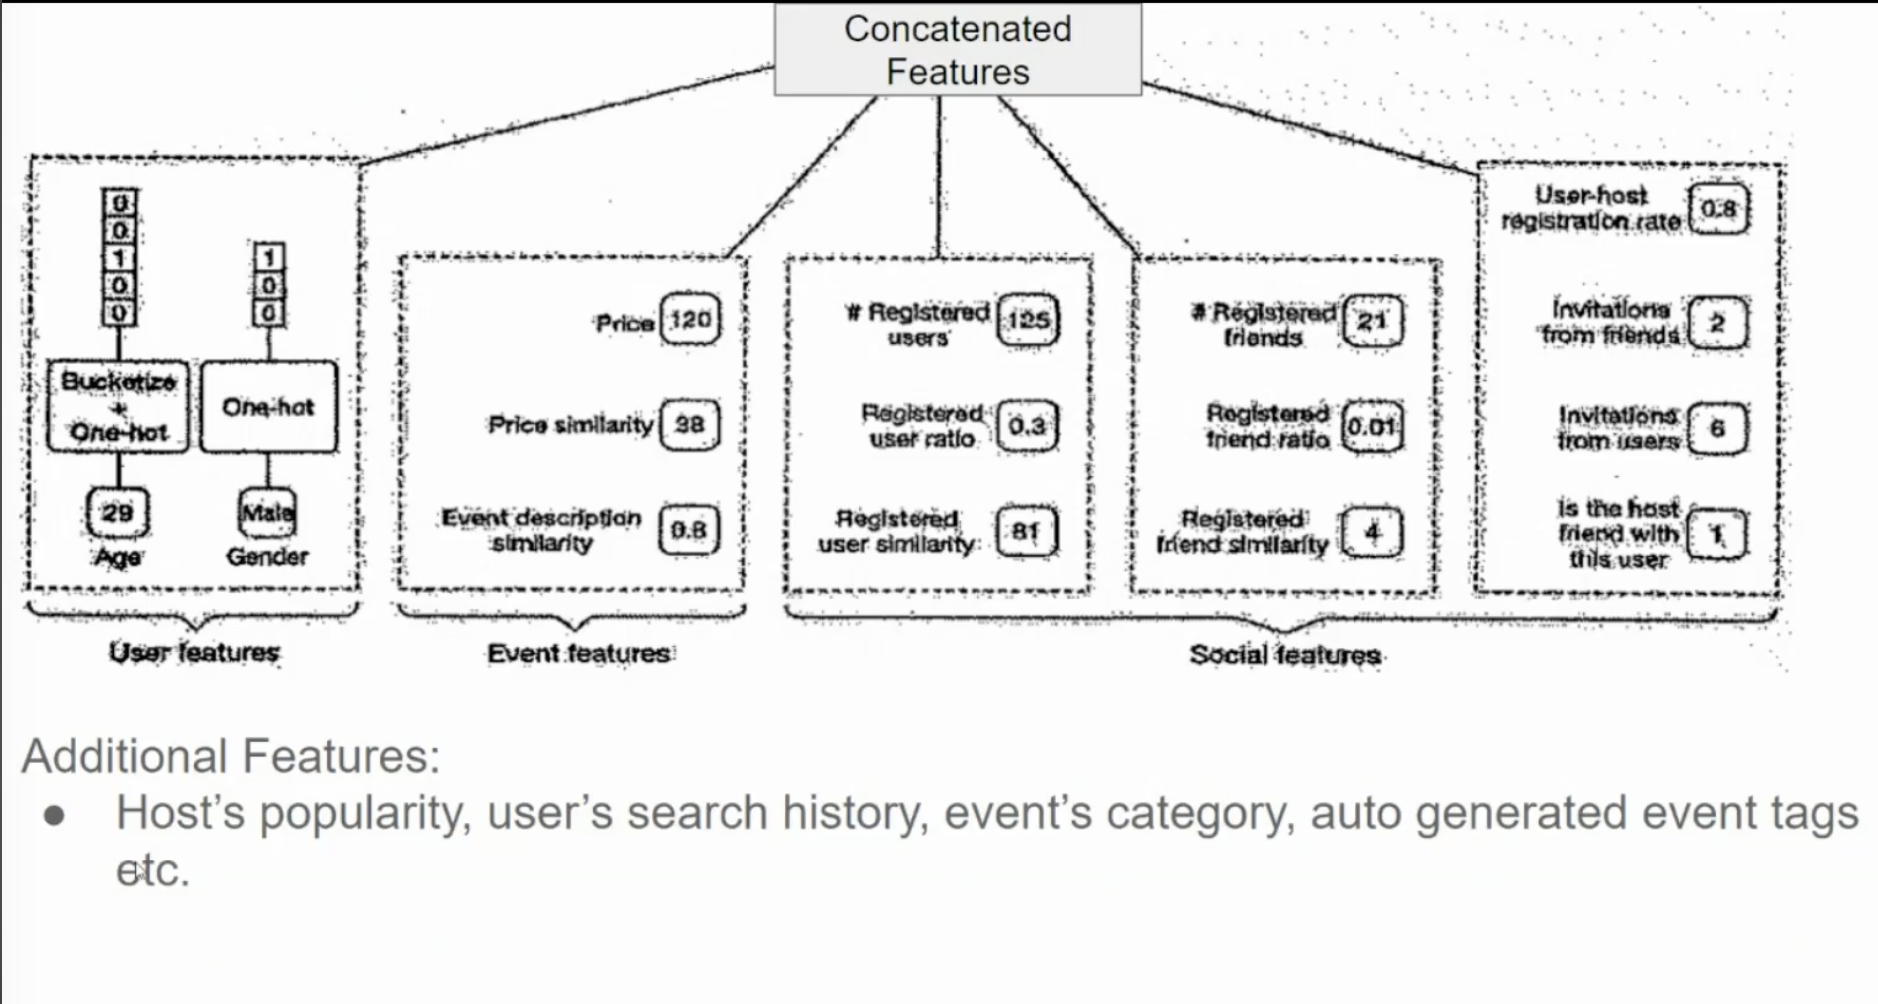 Concatenated
Features
0
0
1
0
0
1
0
0
Bucketize
+
One-hot
One-hot
29
Male
Age
Gender
User features
Price 120
Price similarity 38
Event description
similarity
Event features
# Registered
users
125
Registered
user ratio
0.3
Registered
user similarity
81
# Registered
friends
21
Registered
friend ratio
0.01
Registered
friend similarity
4
User-host
registration rate
0.8
Invitations
from friends
2
Invitations
from users
6
Is the host
friend with
this user
1
Social features
Additional Features:
● Host’s popularity, user’s search history, event’s category, auto generated event tags
etc.